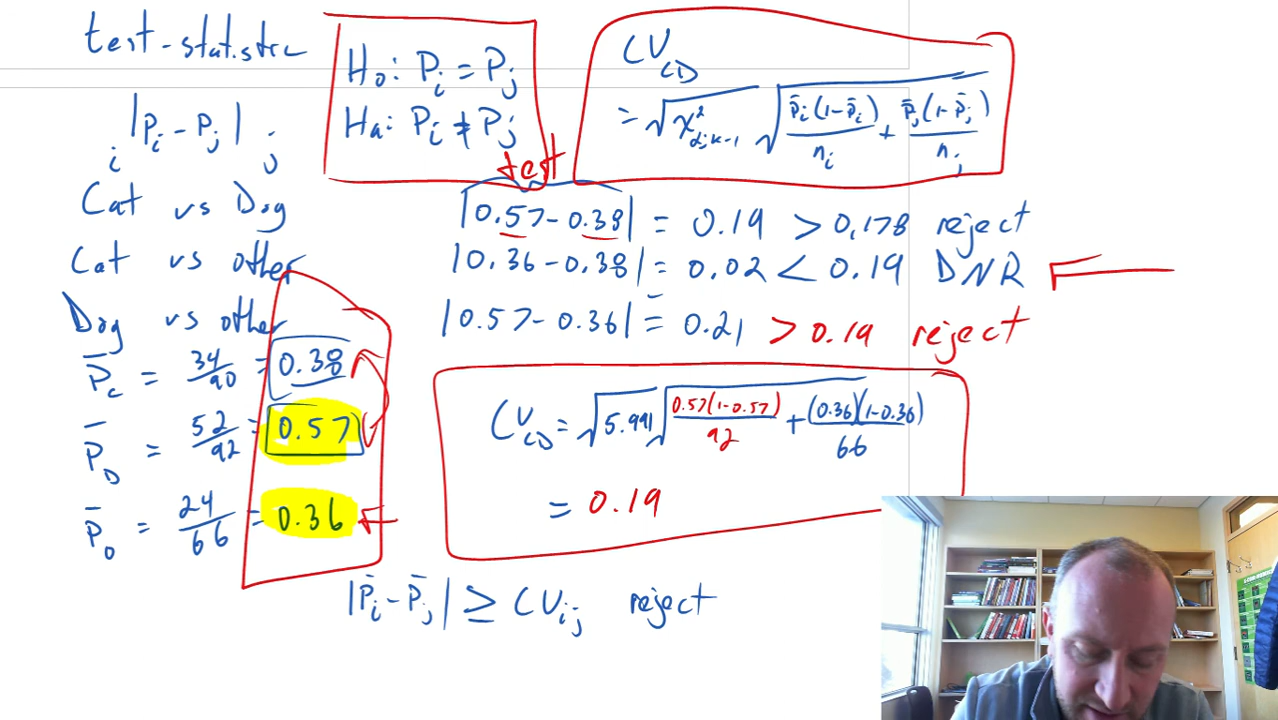 test-statistic
|Pi - Pj|
i j
H₀: Pi = Pj
Ha: Pi ≠ Pj
CV_CD
= √χ²α;k-1 √(p̄i(1-p̄i)/ni + p̄j(1-p̄j)/nj)
test
Cat vs Dog
|0.57-0.38| = 0.19 > 0.178 reject
Cat vs other
|0.36-0.38| = 0.02 < 0.19 DNR
Dog vs other
|0.57-0.36| = 0.21 > 0.19 reject
P̄c = 34/90 = 0.38
P̄D = 52/92 = 0.57
P̄o = 24/66 = 0.36
CV_CD = √5.991 √(0.57(1-0.57)/92 + (0.36)(1-0.36)/66)
= 0.19
|P̄i - P̄j| ≥ CVij reject